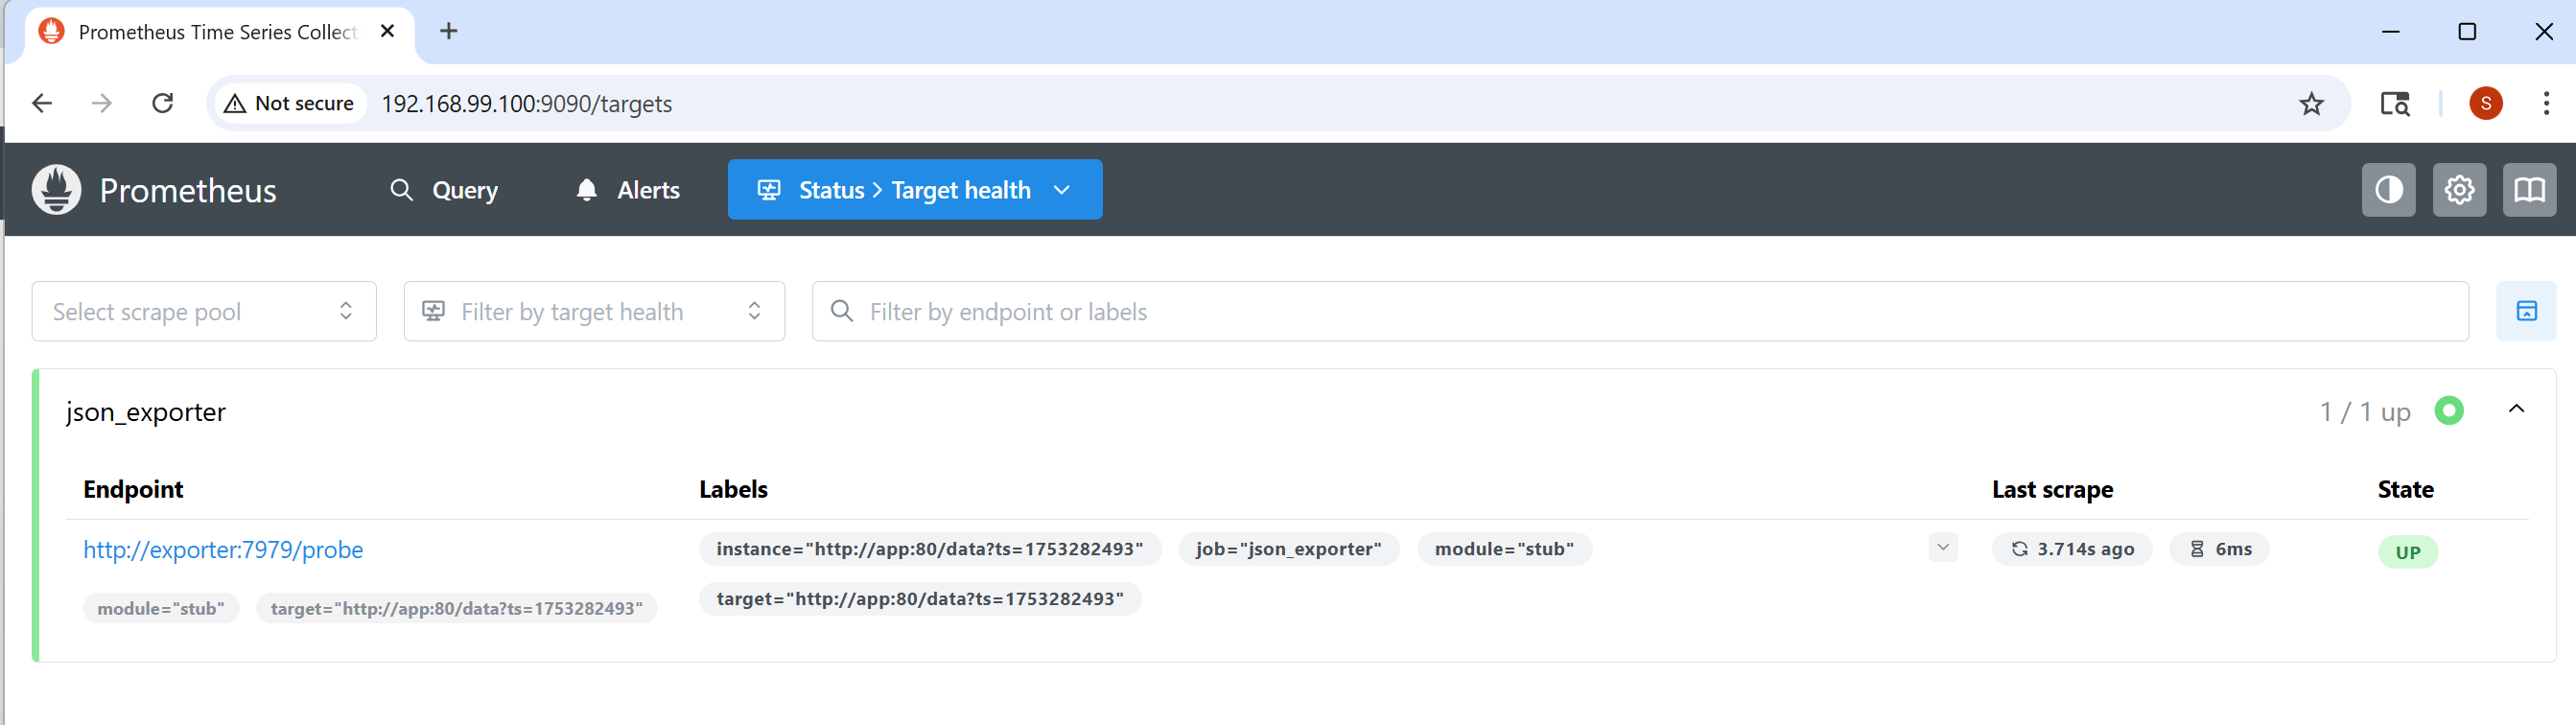 Prometheus Time Series Collect
Not secure 192.168.99.100:9090/targets S
Prometheus Query Alerts Status > Target health
Select scrape pool Filter by target health Filter by endpoint or labels
json_exporter 1 / 1 up
Endpoint Labels Last scrape State
http://exporter:7979/probe instance="http://app:80/data?ts=1753282493" job="json_exporter" module="stub" 3.714s ago 6ms UP
module="stub" target="http://app:80/data?ts=1753282493" target="http://app:80/data?ts=1753282493"